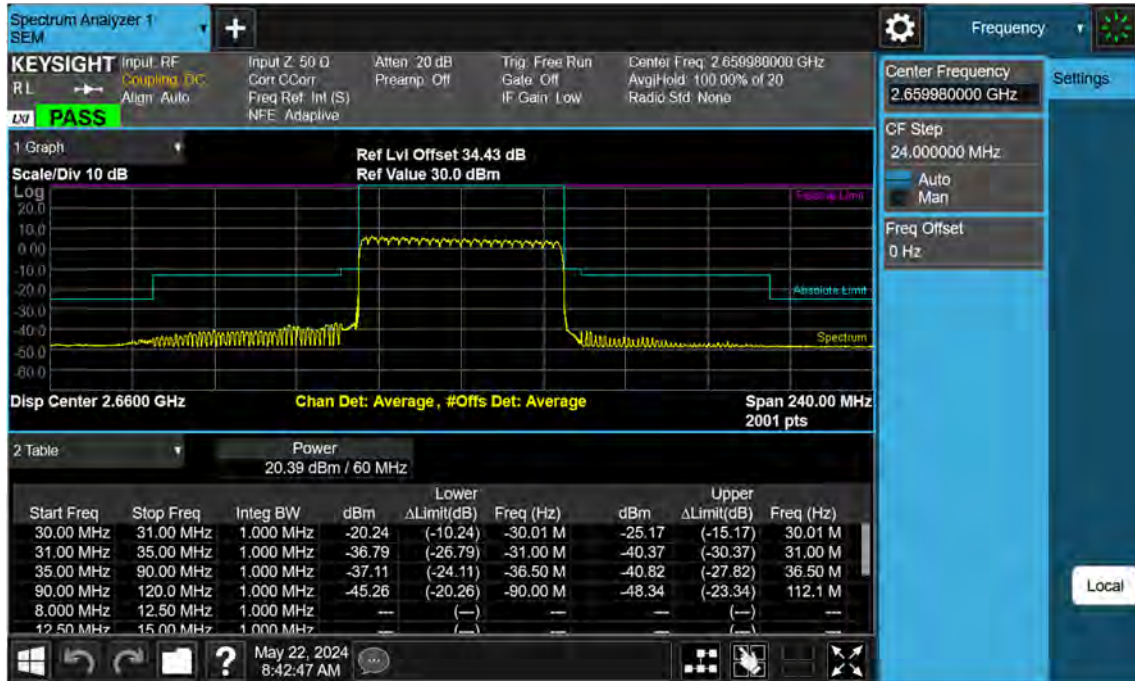 Spectrum Analyzer 1
SEM
+
Frequency
KEYSIGHT
RL
LXI
PASS
Input: RF
Coupling: DC
Align: Auto
Input Z: 50 Ω
Corr CCorr
Freq Ref: Int (S)
NFE: Adaptive
Atten: 20 dB
Preamp: Off
Trig: Free Run
Gate: Off
IF Gain: Low
Center Freq: 2.659980000 GHz
Avg|Hold: 100.00% of 20
Radio Std: None
Center Frequency
2.659980000 GHz
Settings
CF Step
24.000000 MHz
Auto
Man
Freq Offset
0 Hz
1 Graph
Scale/Div 10 dB
Ref Lvl Offset 34.43 dB
Ref Value 30.0 dBm
Log
20.0
10.0
0.00
-10.0
-20.0
-30.0
-40.0
-50.0
-60.0
Limit
Absolute Limit
Spectrum
Disp Center 2.6600 GHz
Chan Det: Average, #Offs Det: Average
Span 240.00 MHz
2001 pts
2 Table
Power
20.39 dBm / 60 MHz
Lower Upper
Start Freq Stop Freq Integ BW dBm ΔLimit(dB) Freq (Hz) dBm ΔLimit(dB) Freq (Hz)
30.00 MHz 31.00 MHz 1.000 MHz -20.24 (-10.24) -30.01 M -25.17 (-15.17) 30.01 M
31.00 MHz 35.00 MHz 1.000 MHz -36.79 (-26.79) -31.00 M -40.37 (-30.37) 31.00 M
35.00 MHz 90.00 MHz 1.000 MHz -37.11 (-24.11) -36.50 M -40.82 (-27.82) 36.50 M
90.00 MHz 120.0 MHz 1.000 MHz -45.26 (-20.26) -90.00 M -48.34 (-23.34) 112.1 M
8.000 MHz 12.50 MHz 1.000 MHz --- (---) --- --- (---) ---
12.50 MHz 15.00 MHz 1.000 MHz --- (---) --- --- (---) ---
Local
?
May 22, 2024
8:42:47 AM